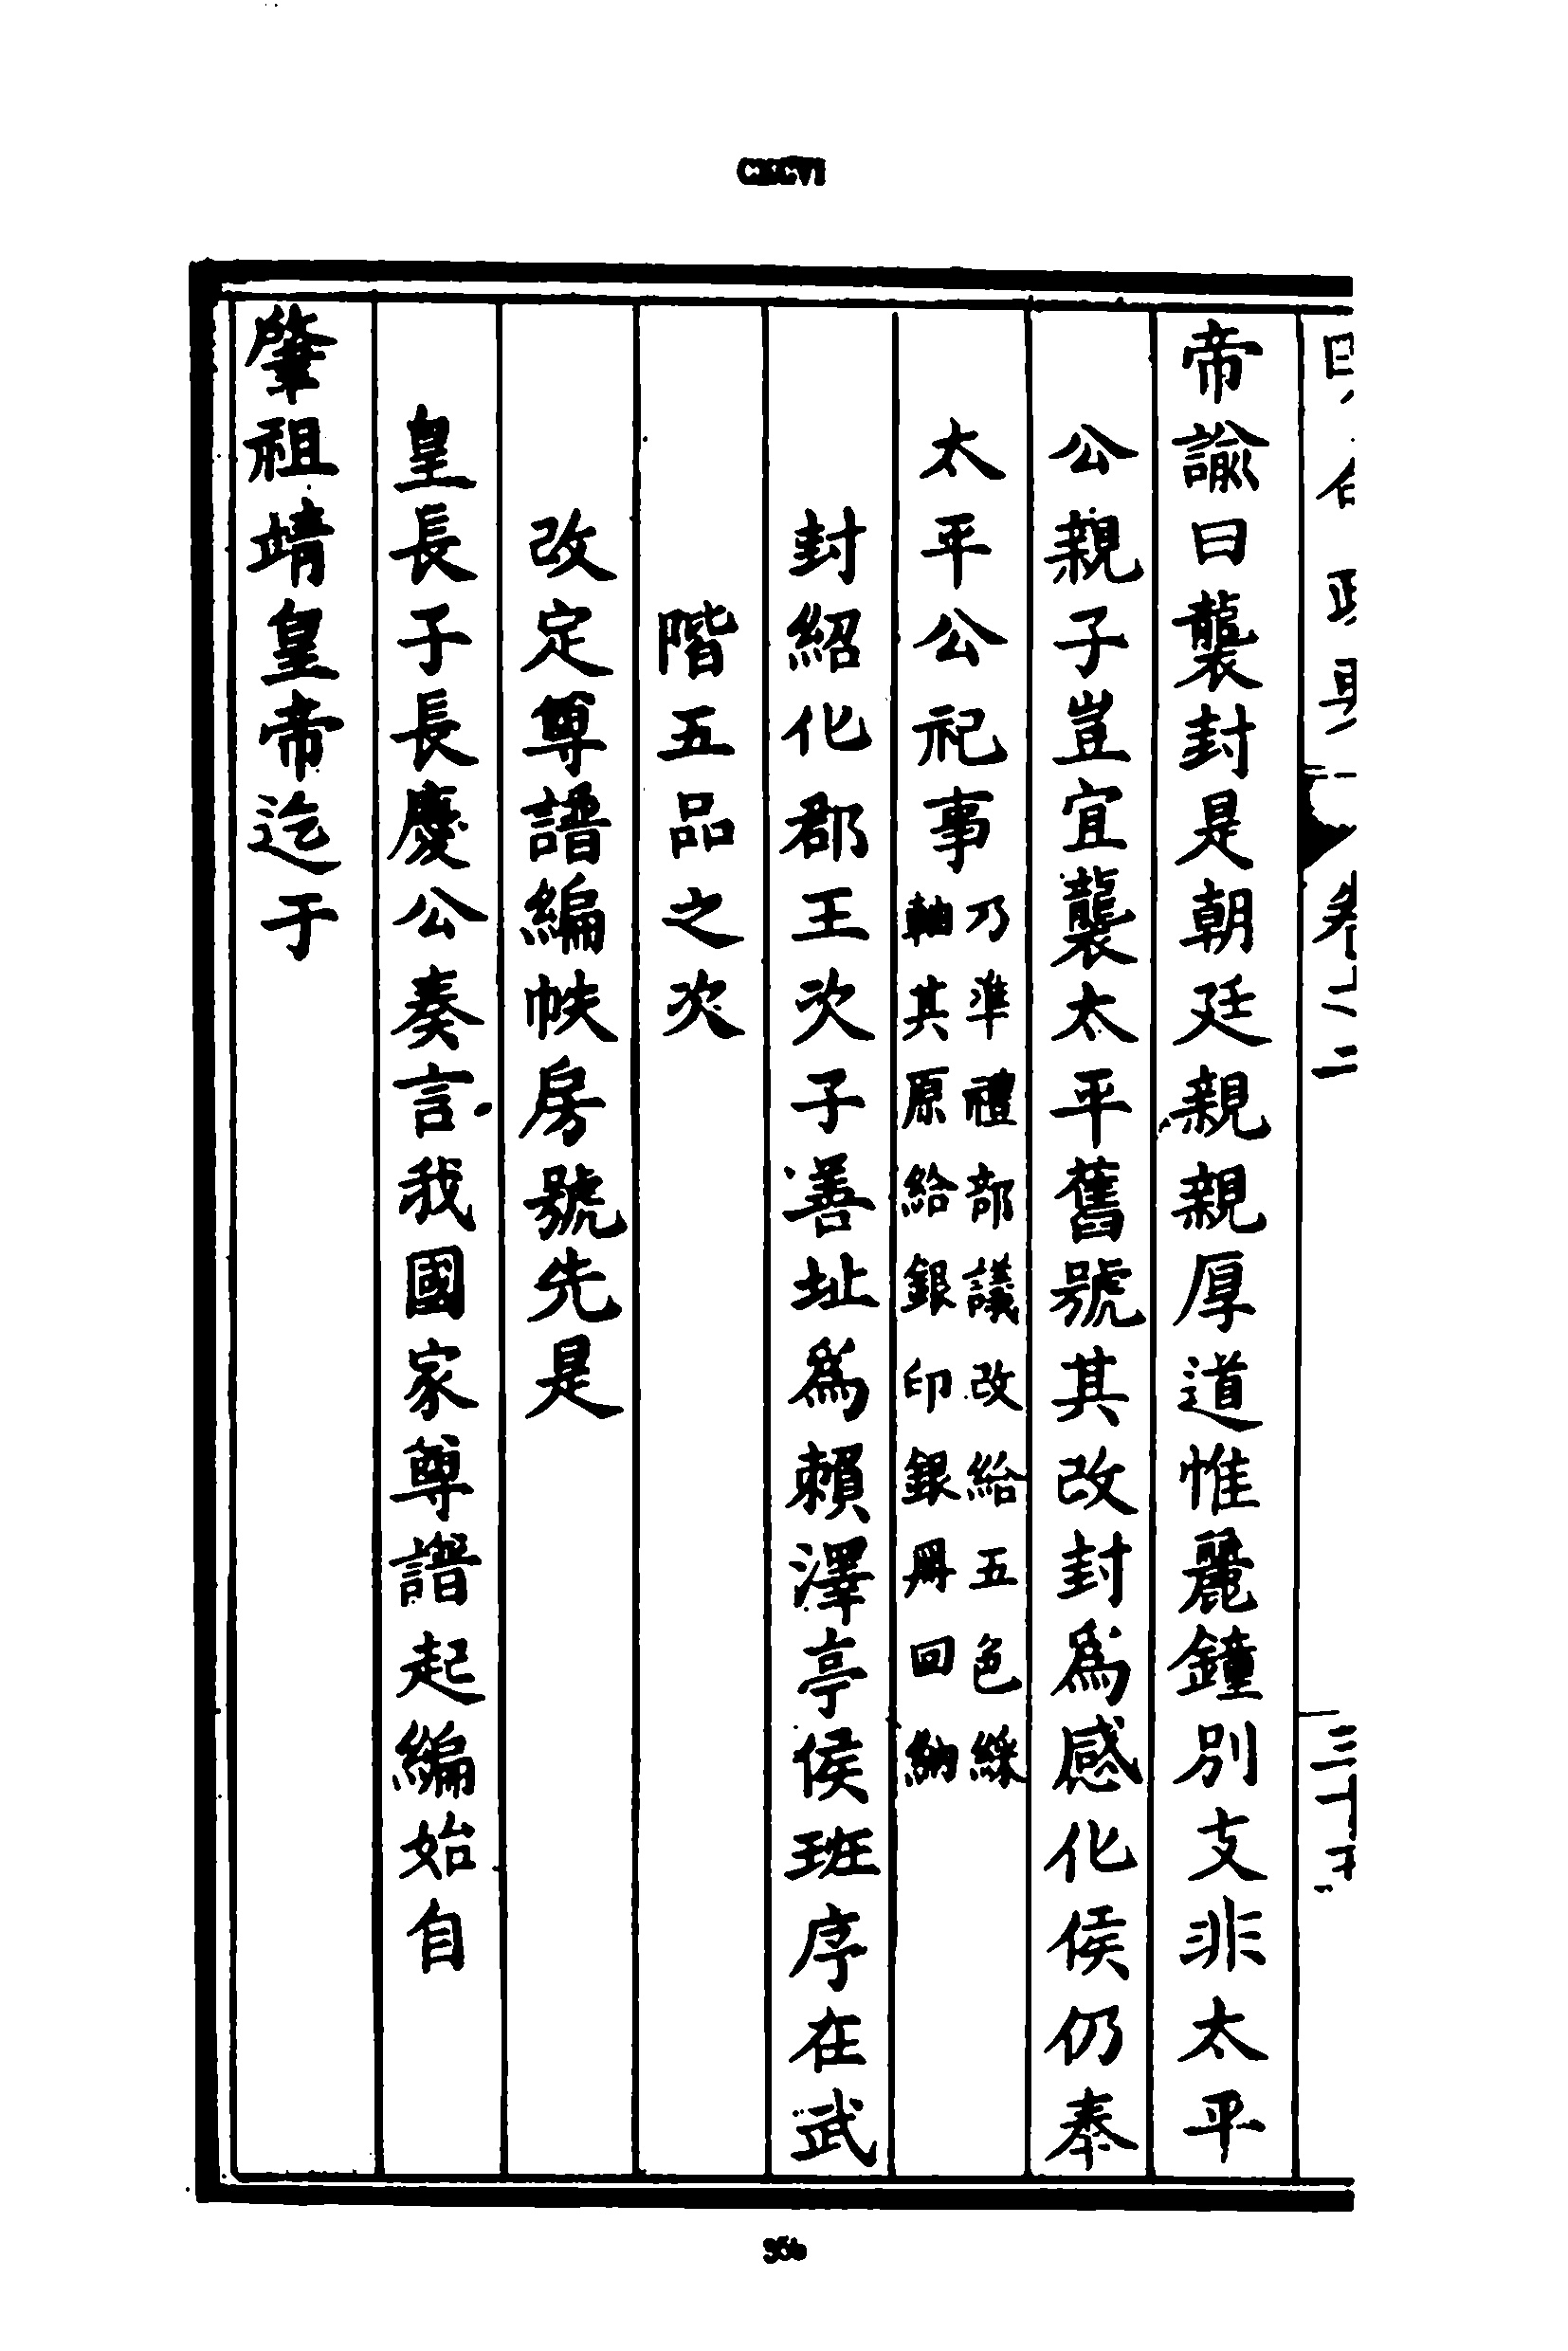 CXCVI
帝諭曰襲封是朝廷親親厚道惟麗鐘別支非太平
公親子豈宜襲太平舊號其改封爲感化侯仍奉
太平公祀事乃準禮部議改給五色綵
軸其原給銀印銀冊回納
封紹化郡王次子善址爲賴澤亭侯班序在武
階五品之次
改定尊譜編帙房號先是
皇長子長慶公奏言我國家尊譜起編始自
肇祖靖皇帝迄于
35b